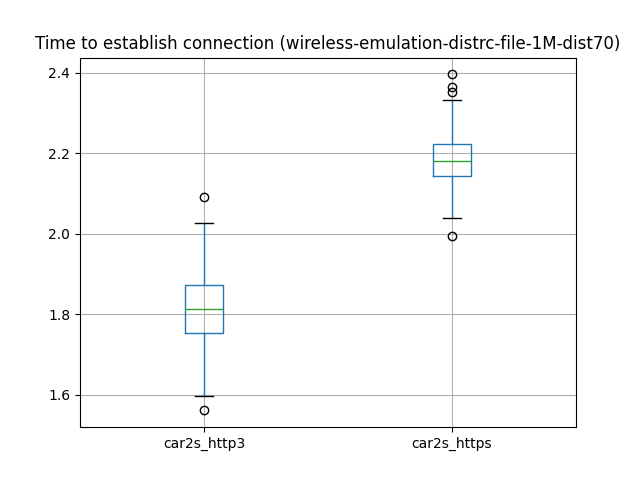 Time to establish connection (wireless-emulation-distrc-file-1M-dist70)
2.4
2.2
2.0
1.8
1.6
car2s_http3
car2s_https